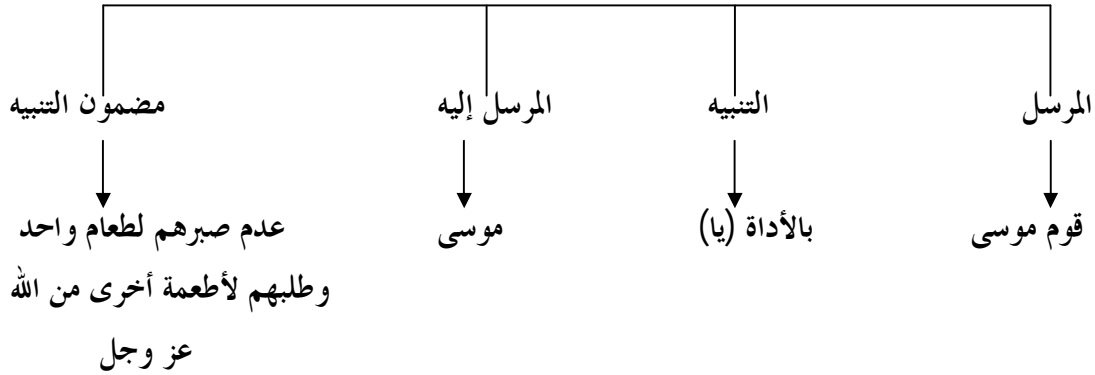 المرسل
التنبيه
المرسل إليه
مضمون التنبيه
قوم موسى
بالأداة (يا)
موسى
عدم صبرهم لطعام واحد
وطلبهم لأطعمة أخرى من الله
عز وجل